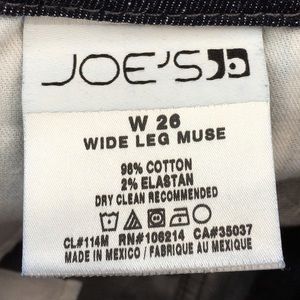 JOE'S
W 26
WIDE LEG MUSE
98% COTTON
2% ELASTAN
DRY CLEAN RECOMMENDED
CL#114M RN#106214 CA#35037
MADE IN MEXICO / FABRIQUE AU MEXIQUE